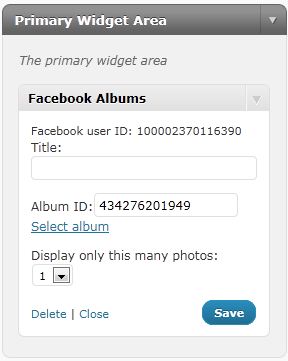 Primary Widget Area
The primary widget area
Facebook Albums
Facebook user ID: 100002370116390
Title:
Album ID: 434276201949
Select album
Display only this many photos:
1
Delete | Close
Save